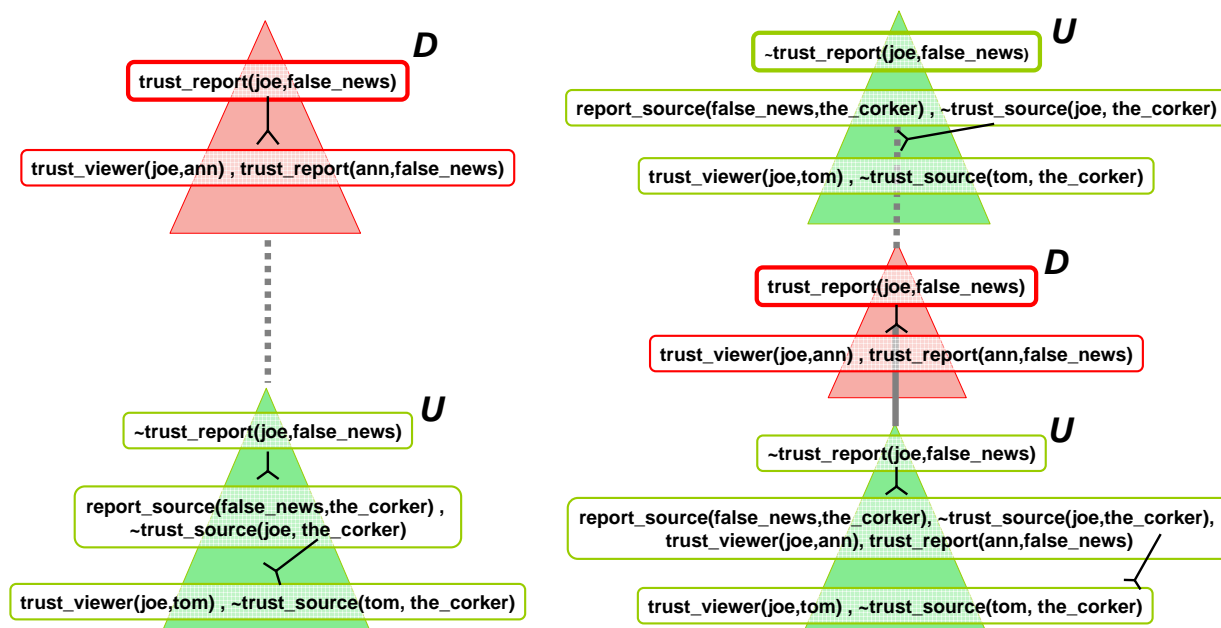 D
trust_report(joe,false_news)
trust_viewer(joe,ann) , trust_report(ann,false_news)
U
~trust_report(joe,false_news)
report_source(false_news,the_corker) ,
~trust_source(joe, the_corker)
trust_viewer(joe,tom) , ~trust_source(tom, the_corker)
U
~trust_report(joe,false_news)
report_source(false_news,the_corker) , ~trust_source(joe, the_corker)
trust_viewer(joe,tom) , ~trust_source(tom, the_corker)
D
trust_report(joe,false_news)
trust_viewer(joe,ann) , trust_report(ann,false_news)
U
~trust_report(joe,false_news)
report_source(false_news,the_corker), ~trust_source(joe,the_corker),
trust_viewer(joe,ann), trust_report(ann,false_news)
trust_viewer(joe,tom) , ~trust_source(tom, the_corker)